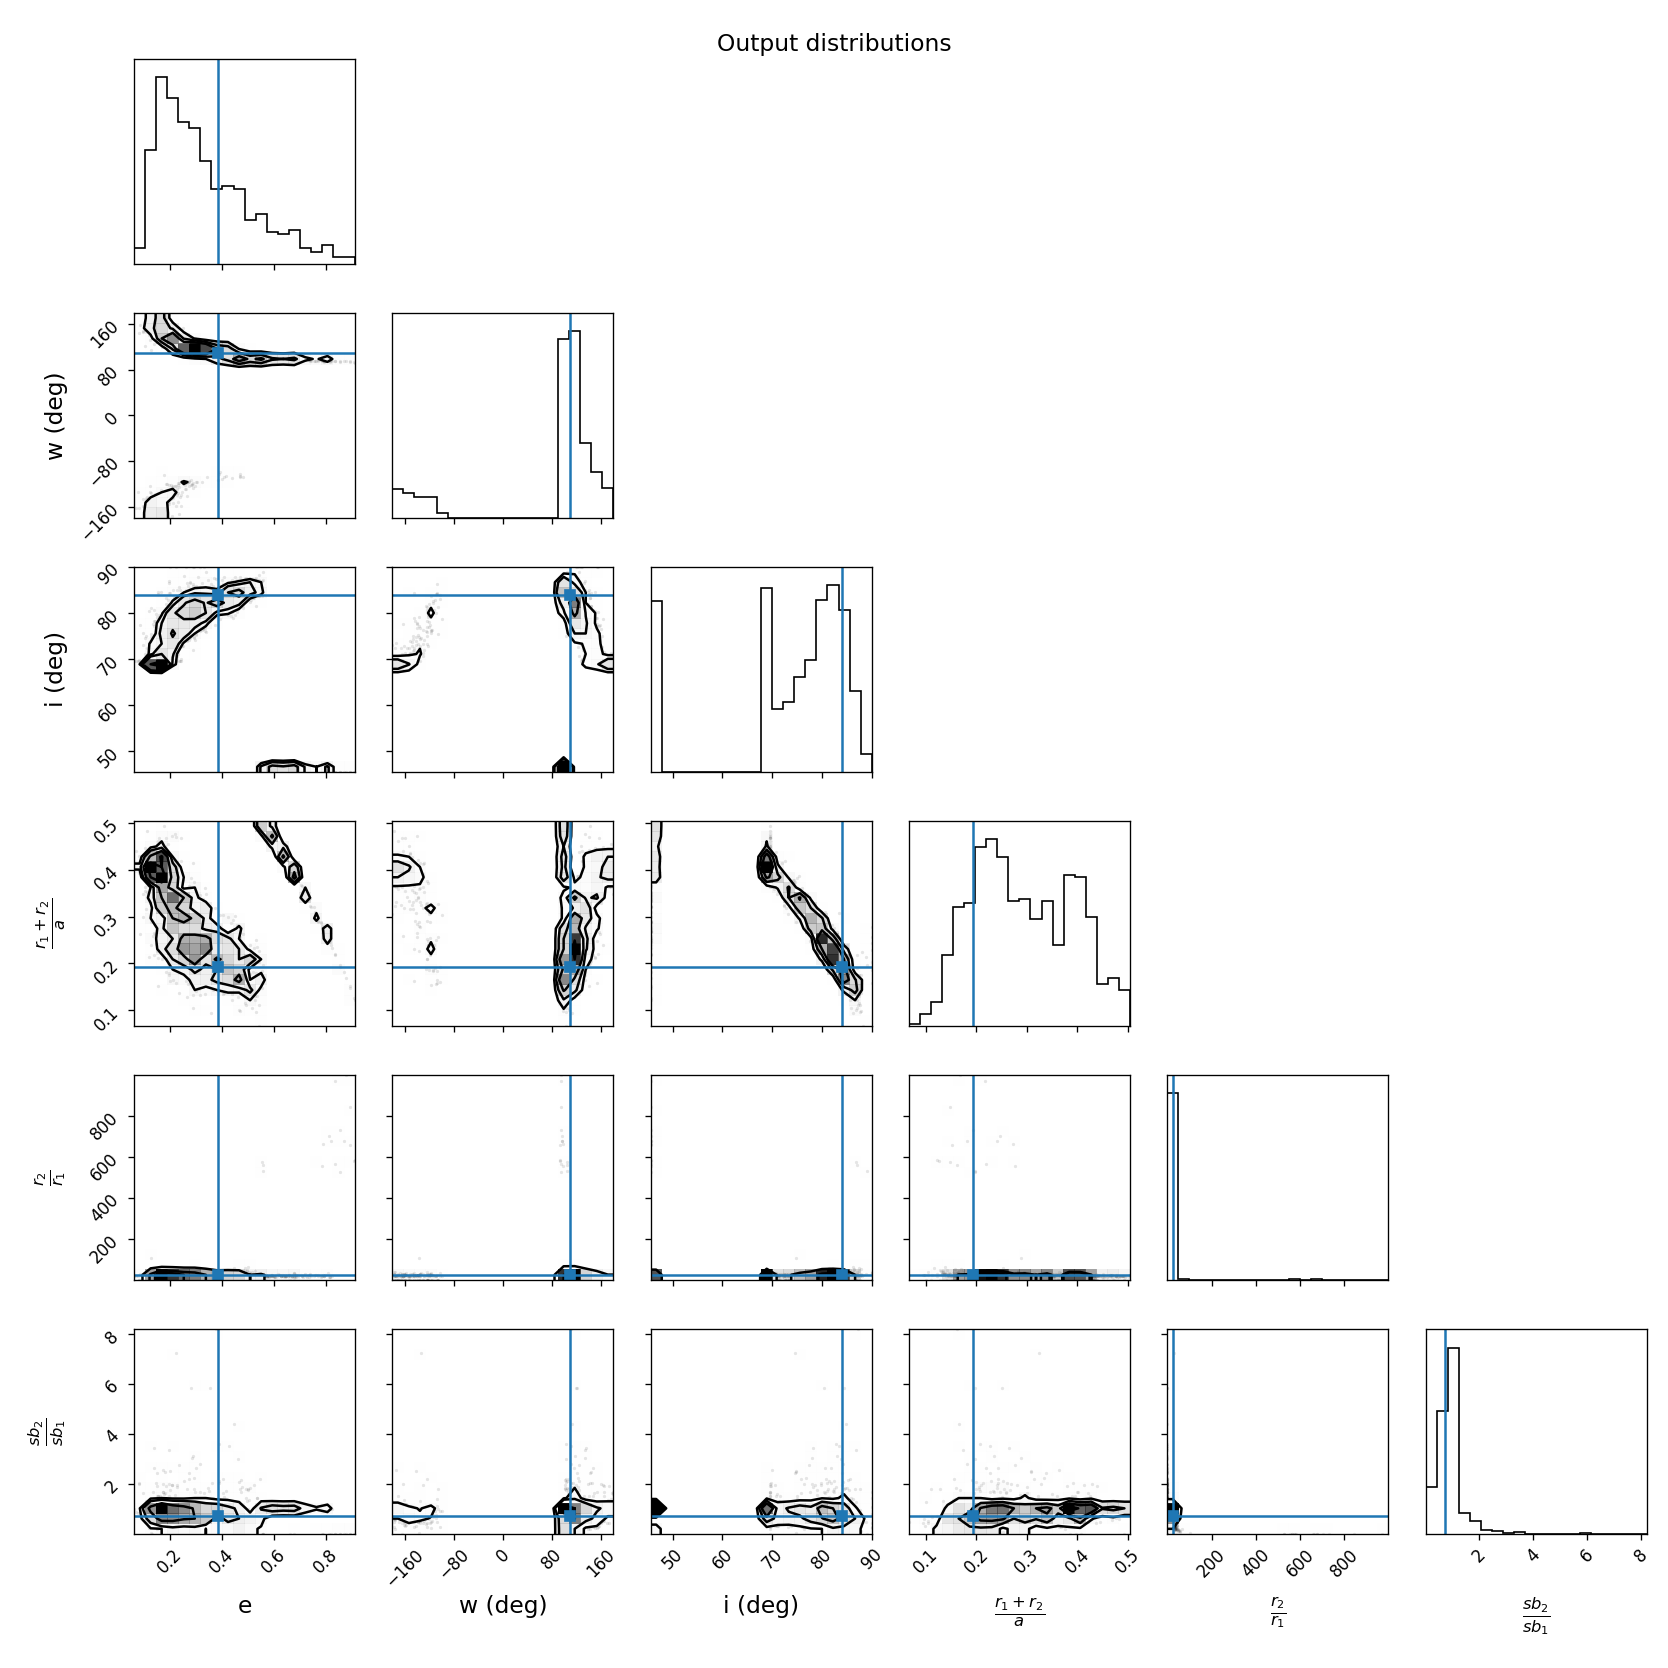 Output distributions
160
80
0
−80
−160
w (deg)
90
80
70
60
50
i (deg)
0.5
0.4
0.3
0.2
0.1
r₁ + r₂
a
800
600
400
200
r₂
r₁
8
6
4
2
sb₂
sb₁
0.2 0.4 0.6 0.8 −160 −80 0 80 160 50 60 70 80 90 0.1 0.2 0.3 0.4 0.5 200 400 600 800 2 4 6 8
e w (deg) i (deg)
r₁ + r₂ r₂ sb₂
a r₁ sb₁